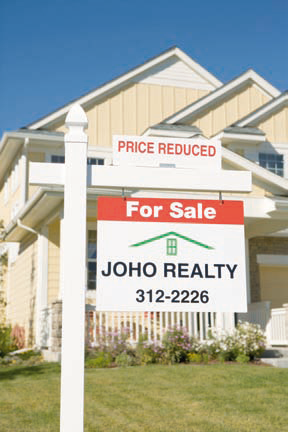 PRICE REDUCED
For Sale
JOHO REALTY
312-2226